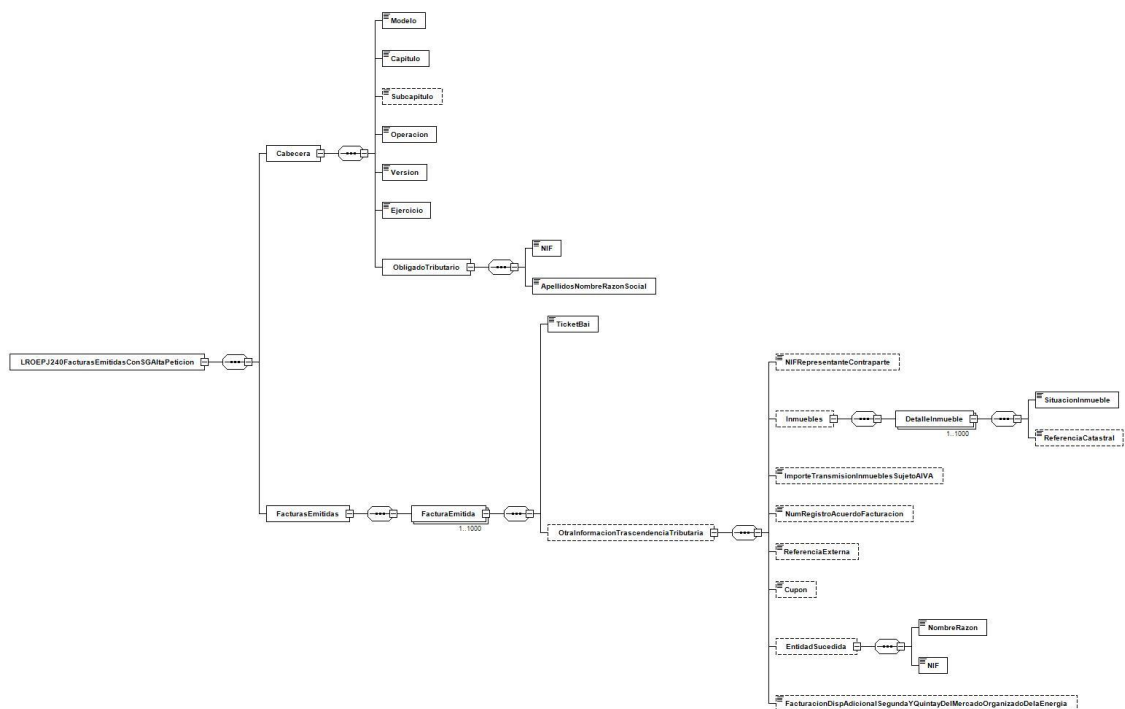 Modelo
Capitulo
Subcapitulo
Operacion
Cabecera
Version
Ejercicio
NIF
ObligadoTributario
ApellidosNombreRazonSocial
TicketBai
LROEPJ240FacturasEmitidasConSGAltaPeticion
NIFRepresentanteContraparte
SituacionInmueble
Inmuebles
DetalleInmueble
1..1000
ReferenciaCatastral
ImporteTransmisionInmueblesSujetoAIVA
FacturasEmitidas
FacturaEmitida
1..1000
NumRegistroAcuerdoFacturacion
OtraInformacionTrascendenciaTributaria
ReferenciaExterna
Cupon
NombreRazon
EntidadSucedida
NIF
FacturacionDispAdicionalSegundaYQuintayDelMercadoOrganizadoDelaEnergia